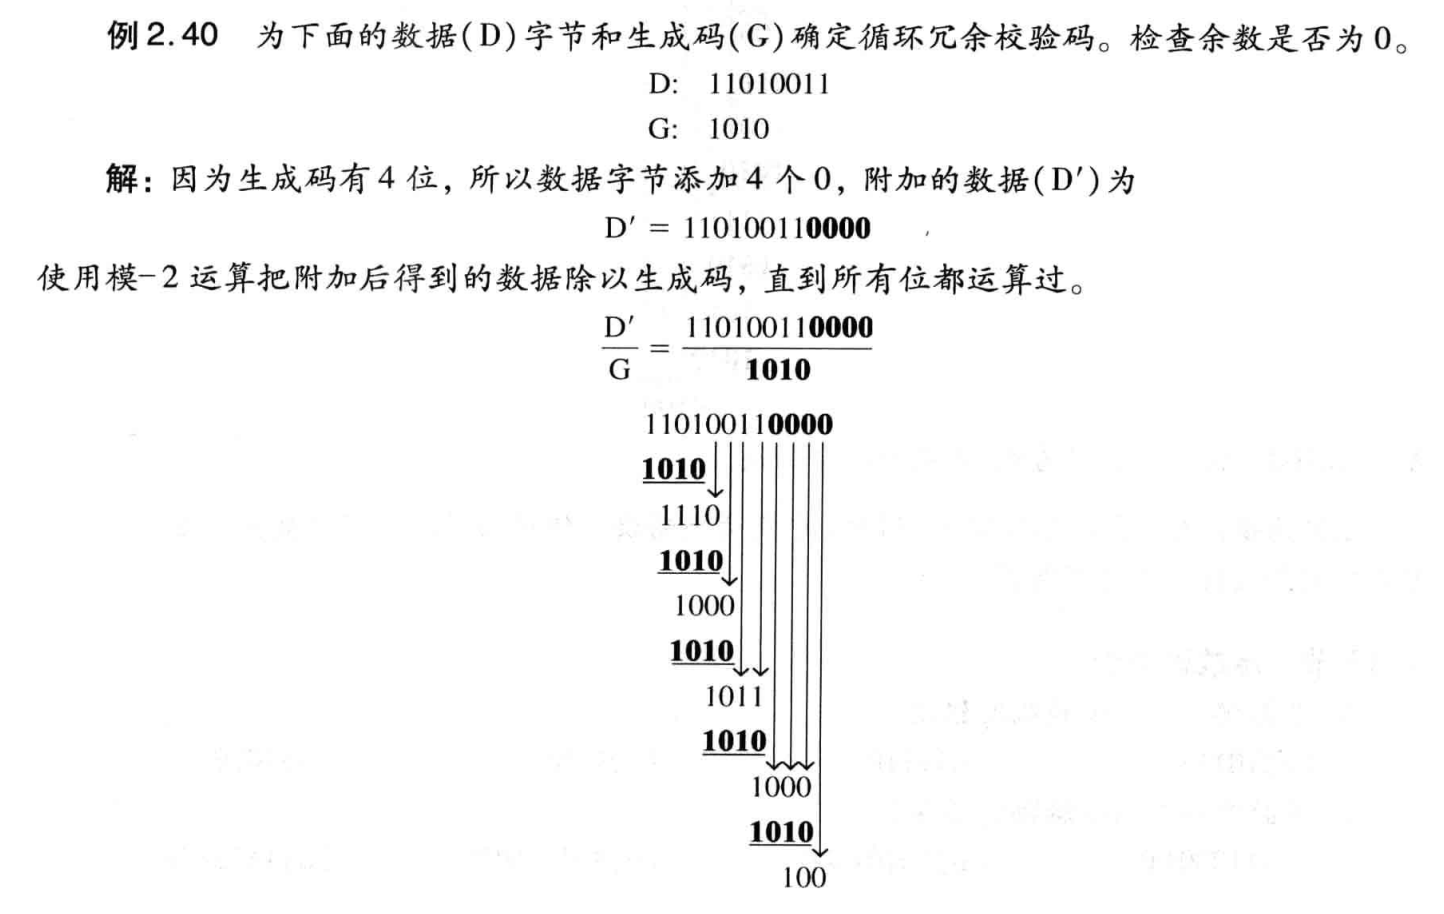 例2.40 为下面的数据(D)字节和生成码(G)确定循环冗余校验码。检查余数是否为0。
D: 11010011
G: 1010
解：因为生成码有4位，所以数据字节添加4个0，附加的数据(D′)为
D′ = 110100110000
使用模-2运算把附加后得到的数据除以生成码，直到所有位都运算过。
D′/G = 110100110000/1010
110100110000
1010
1110
1010
1000
1010
1011
1010
1000
1010
100